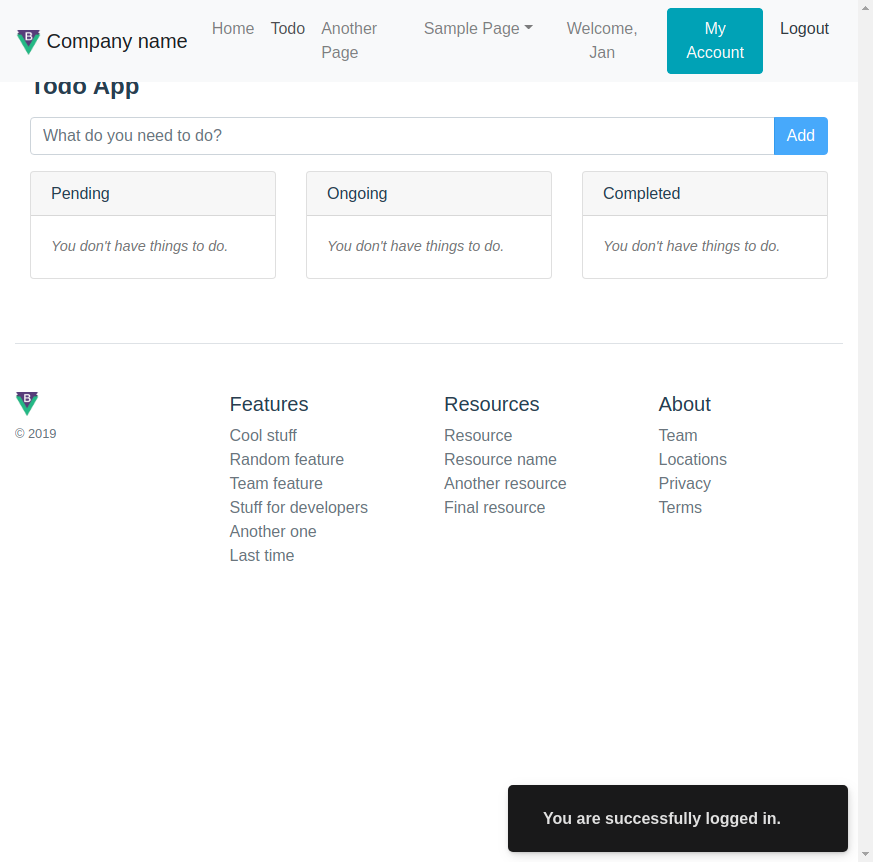 B
Company name
Home
Todo
Another
Page
Sample Page
Welcome,
Jan
My
Account
Logout
Todo App
What do you need to do?
Add
Pending
Ongoing
Completed
You don't have things to do.
You don't have things to do.
You don't have things to do.
B
© 2019
Features
Cool stuff
Random feature
Team feature
Stuff for developers
Another one
Last time
Resources
Resource
Resource name
Another resource
Final resource
About
Team
Locations
Privacy
Terms
You are successfully logged in.